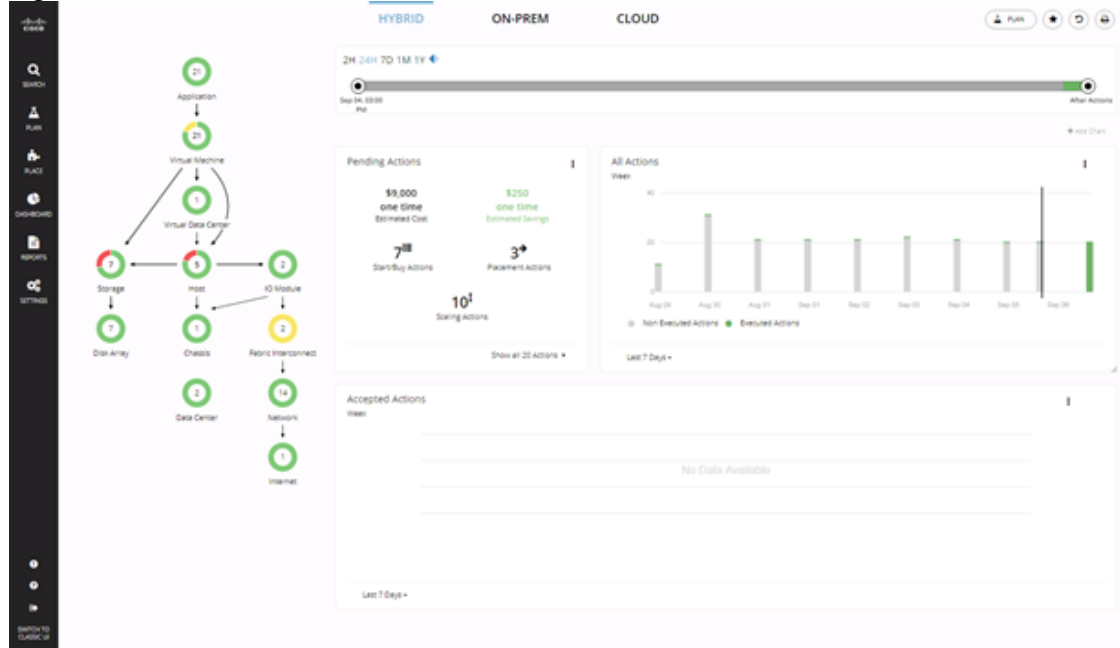 CISCO
SEARCH
PLAN
PLACE
DASHBOARD
REPORTS
SETTINGS
SWITCH TO
CLASSIC UI
HYBRID
ON-PREM
CLOUD
PLAN
21
Application
21
Virtual Machine
1
Virtual Data Center
7
Storage
5
Host
2
IO Module
7
Disk Array
1
Chassis
2
Fabric Interconnect
2
Data Center
14
Network
1
Internet
2H 24H 7D 1M 1Y
After Actions
Add Chart
Pending Actions
$9,000
one time
Estimated Cost
$250
one time
Estimated Savings
7
Start/Buy Actions
3
Placement Actions
10
Scaling Actions
Show all 20 Actions
All Actions
Week
40
20
0
Aug 29
Aug 30
Aug 31
Sep 01
Sep 02
Sep 03
Sep 04
Sep 05
Sep 06
Non Executed Actions
Executed Actions
Last 7 Days
Accepted Actions
Week
No Data Available
Last 7 Days